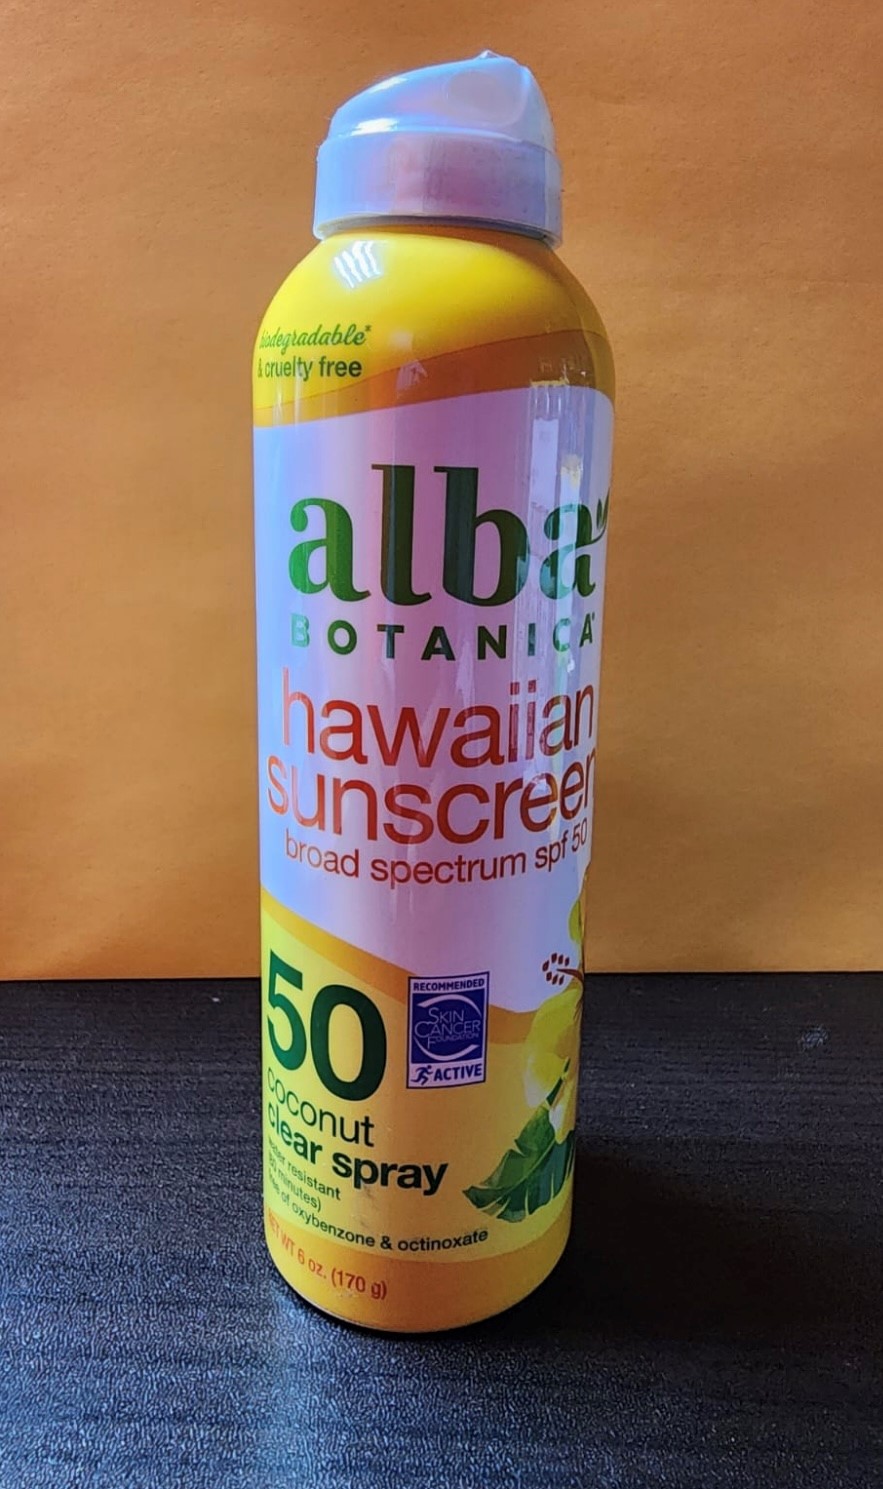 biodegradable*
& cruelty free
alba
BOTANICA®
hawaiian
sunscreen
broad spectrum spf 50
50
RECOMMENDED
SKIN
CANCER
FOUNDATION
ACTIVE
coconut
clear spray
water resistant
(80 minutes)
free of oxybenzone & octinoxate
NET WT 6 oz. (170 g)